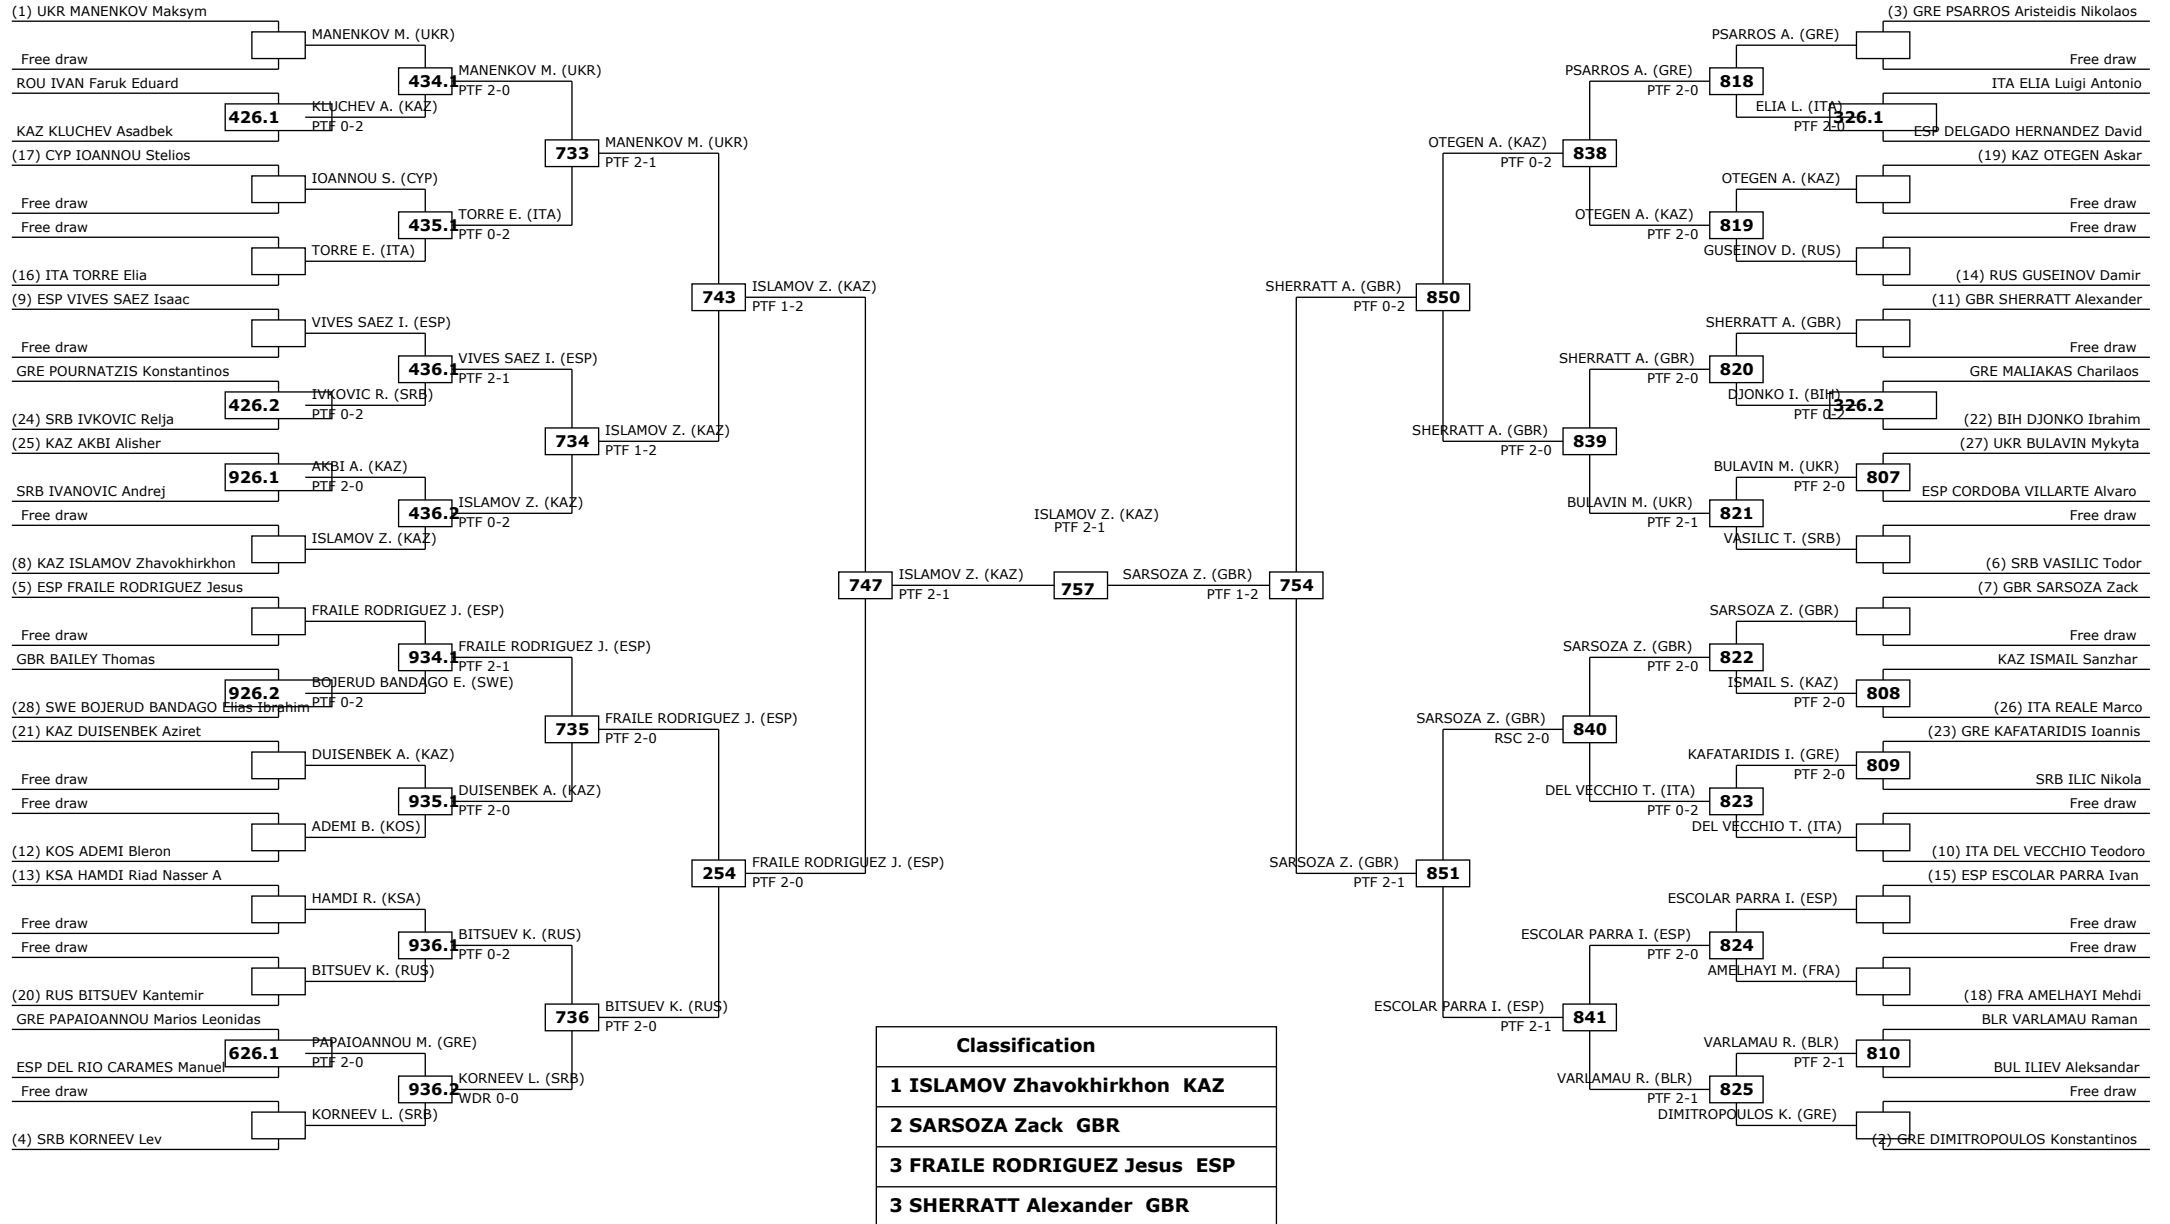 (1) UKR MANENKOV Maksym
MANENKOV M. (UKR)
Free draw
ROU IVAN Faruk Eduard
434.1
MANENKOV M. (UKR)
PTF 2-0
426.1
KLUCHEV A. (KAZ)
PTF 0-2
KAZ KLUCHEV Asadbek
(17) CYP IOANNOU Stelios
733
MANENKOV M. (UKR)
PTF 2-1
IOANNOU S. (CYP)
Free draw
Free draw
435.1
TORRE E. (ITA)
PTF 0-2
TORRE E. (ITA)
(16) ITA TORRE Elia
(9) ESP VIVES SAEZ Isaac
743
ISLAMOV Z. (KAZ)
PTF 1-2
VIVES SAEZ I. (ESP)
Free draw
GRE POURNATZIS Konstantinos
436.1
VIVES SAEZ I. (ESP)
PTF 2-1
426.2
IVKOVIC R. (SRB)
PTF 0-2
(24) SRB IVKOVIC Relja
(25) KAZ AKBI Alisher
734
ISLAMOV Z. (KAZ)
PTF 1-2
926.1
AKBI A. (KAZ)
PTF 2-0
SRB IVANOVIC Andrej
Free draw
436.2
ISLAMOV Z. (KAZ)
PTF 0-2
ISLAMOV Z. (KAZ)
(8) KAZ ISLAMOV Zhavokhirkhon
(5) ESP FRAILE RODRIGUEZ Jesus
747
ISLAMOV Z. (KAZ)
PTF 2-1
FRAILE RODRIGUEZ J. (ESP)
Free draw
GBR BAILEY Thomas
934.1
FRAILE RODRIGUEZ J. (ESP)
PTF 2-1
926.2
BOJERUD BANDAGO E. (SWE)
PTF 0-2
(28) SWE BOJERUD BANDAGO Elias Ibrahim
(21) KAZ DUISENBEK Aziret
735
FRAILE RODRIGUEZ J. (ESP)
PTF 2-0
DUISENBEK A. (KAZ)
Free draw
Free draw
935.1
DUISENBEK A. (KAZ)
PTF 2-0
ADEMI B. (KOS)
(12) KOS ADEMI Bleron
(13) KSA HAMDI Riad Nasser A
254
FRAILE RODRIGUEZ J. (ESP)
PTF 2-0
HAMDI R. (KSA)
Free draw
Free draw
936.1
BITSUEV K. (RUS)
PTF 0-2
BITSUEV K. (RUS)
(20) RUS BITSUEV Kantemir
GRE PAPAIOANNOU Marios Leonidas
736
BITSUEV K. (RUS)
PTF 2-0
626.1
PAPAIOANNOU M. (GRE)
PTF 2-0
ESP DEL RIO CARAMES Manuel
Free draw
936.2
KORNEEV L. (SRB)
WDR 0-0
KORNEEV L. (SRB)
(4) SRB KORNEEV Lev
ISLAMOV Z. (KAZ)
PTF 2-1
757
(3) GRE PSARROS Aristeidis Nikolaos
PSARROS A. (GRE)
Free draw
PSARROS A. (GRE)
PTF 2-0
818
ITA ELIA Luigi Antonio
ELIA L. (ITA)
PTF 2-0
326.1
ESP DELGADO HERNANDEZ David
OTEGEN A. (KAZ)
PTF 0-2
838
(19) KAZ OTEGEN Askar
OTEGEN A. (KAZ)
Free draw
OTEGEN A. (KAZ)
PTF 2-0
819
Free draw
GUSEINOV D. (RUS)
(14) RUS GUSEINOV Damir
SHERRATT A. (GBR)
PTF 0-2
850
(11) GBR SHERRATT Alexander
SHERRATT A. (GBR)
Free draw
SHERRATT A. (GBR)
PTF 2-0
820
GRE MALIAKAS Charilaos
DJONKO I. (BIH)
PTF 0-2
326.2
(22) BIH DJONKO Ibrahim
SHERRATT A. (GBR)
PTF 2-0
839
(27) UKR BULAVIN Mykyta
BULAVIN M. (UKR)
PTF 2-0
807
ESP CORDOBA VILLARTE Alvaro
BULAVIN M. (UKR)
PTF 2-1
821
Free draw
VASILIC T. (SRB)
(6) SRB VASILIC Todor
SARSOZA Z. (GBR)
PTF 1-2
754
(7) GBR SARSOZA Zack
SARSOZA Z. (GBR)
Free draw
SARSOZA Z. (GBR)
PTF 2-0
822
KAZ ISMAIL Sanzhar
ISMAIL S. (KAZ)
PTF 2-0
808
(26) ITA REALE Marco
SARSOZA Z. (GBR)
RSC 2-0
840
(23) GRE KAFATARIDIS Ioannis
KAFATARIDIS I. (GRE)
PTF 2-0
809
SRB ILIC Nikola
DEL VECCHIO T. (ITA)
PTF 0-2
823
Free draw
DEL VECCHIO T. (ITA)
(10) ITA DEL VECCHIO Teodoro
SARSOZA Z. (GBR)
PTF 2-1
851
(15) ESP ESCOLAR PARRA Ivan
ESCOLAR PARRA I. (ESP)
Free draw
ESCOLAR PARRA I. (ESP)
PTF 2-0
824
Free draw
AMELHAYI M. (FRA)
(18) FRA AMELHAYI Mehdi
ESCOLAR PARRA I. (ESP)
PTF 2-1
841
BLR VARLAMAU Raman
VARLAMAU R. (BLR)
PTF 2-1
810
BUL ILIEV Aleksandar
VARLAMAU R. (BLR)
PTF 2-1
825
Free draw
DIMITROPOULOS K. (GRE)
(2) GRE DIMITROPOULOS Konstantinos
Classification
1 ISLAMOV Zhavokhirkhon KAZ
2 SARSOZA Zack GBR
3 FRAILE RODRIGUEZ Jesus ESP
3 SHERRATT Alexander GBR